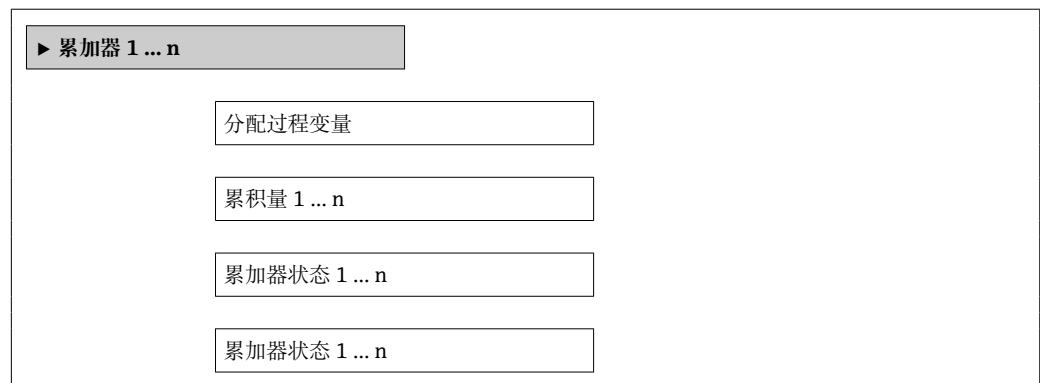 ▶ 累加器 1 … n
分配过程变量
累积量 1 … n
累加器状态 1 … n
累加器状态 1 … n